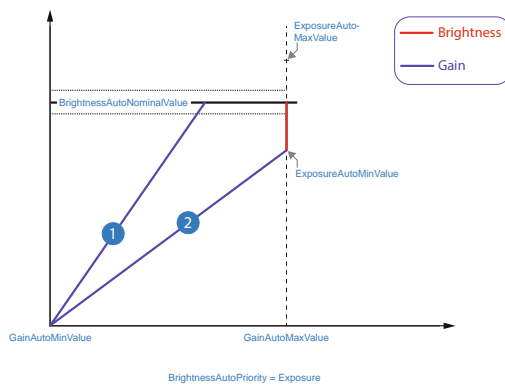 ExposureAuto-
MaxValue
Brightness
Gain
BrightnessAutoNominalValue
ExposureAutoMinValue
1
2
GainAutoMinValue
GainAutoMaxValue
BrightnessAutoPriority = Exposure